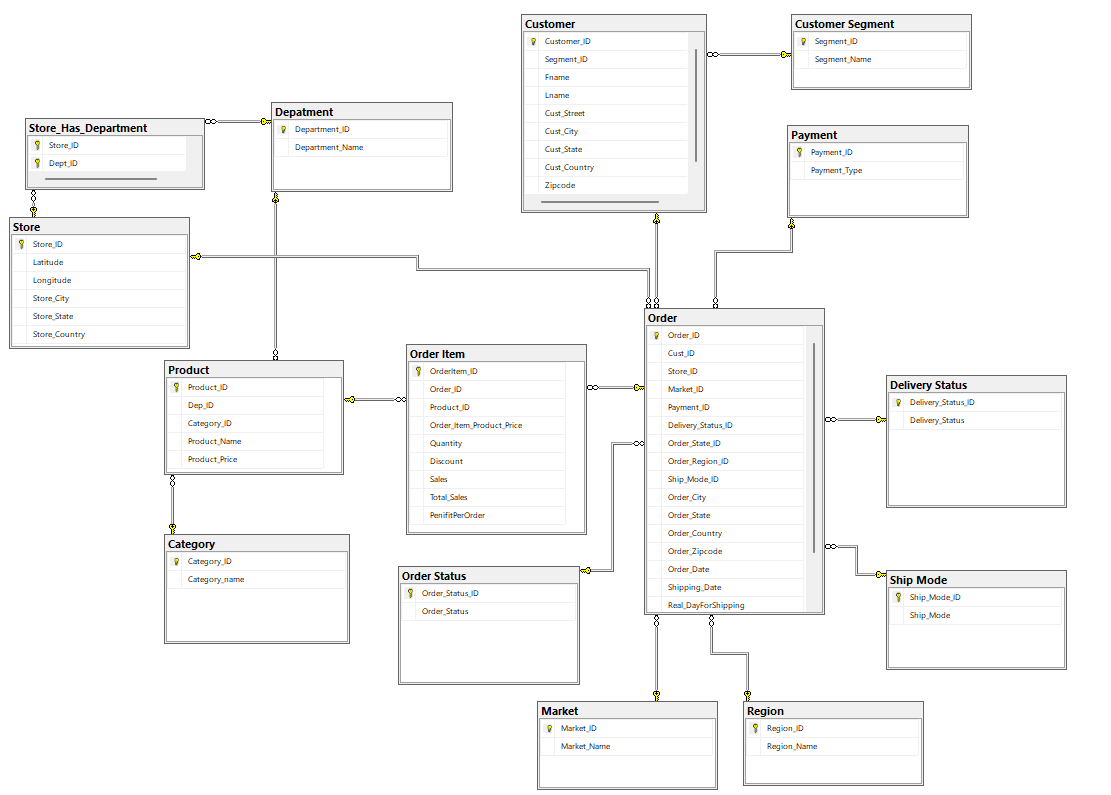 Customer
Customer_ID
Segment_ID
Fname
Lname
Cust_Street
Cust_City
Cust_State
Cust_Country
Zipcode
Customer Segment
Segment_ID
Segment_Name
Depatment
Department_ID
Department_Name
Store_Has_Department
Store_ID
Dept_ID
Payment
Payment_ID
Payment_Type
Store
Store_ID
Latitude
Longitude
Store_City
Store_State
Store_Country
Order
Order_ID
Cust_ID
Store_ID
Market_ID
Payment_ID
Delivery_Status_ID
Order_State_ID
Order_Region_ID
Ship_Mode_ID
Order_City
Order_State
Order_Country
Order_Zipcode
Order_Date
Shipping_Date
Real_DayForShipping
Order Item
OrderItem_ID
Order_ID
Product_ID
Order_Item_Product_Price
Quantity
Discount
Sales
Total_Sales
PenifitPerOrder
Product
Product_ID
Dep_ID
Category_ID
Product_Name
Product_Price
Delivery Status
Delivery_Status_ID
Delivery_Status
Category
Category_ID
Category_name
Order Status
Order_Status_ID
Order_Status
Ship Mode
Ship_Mode_ID
Ship_Mode
Market
Market_ID
Market_Name
Region
Region_ID
Region_Name